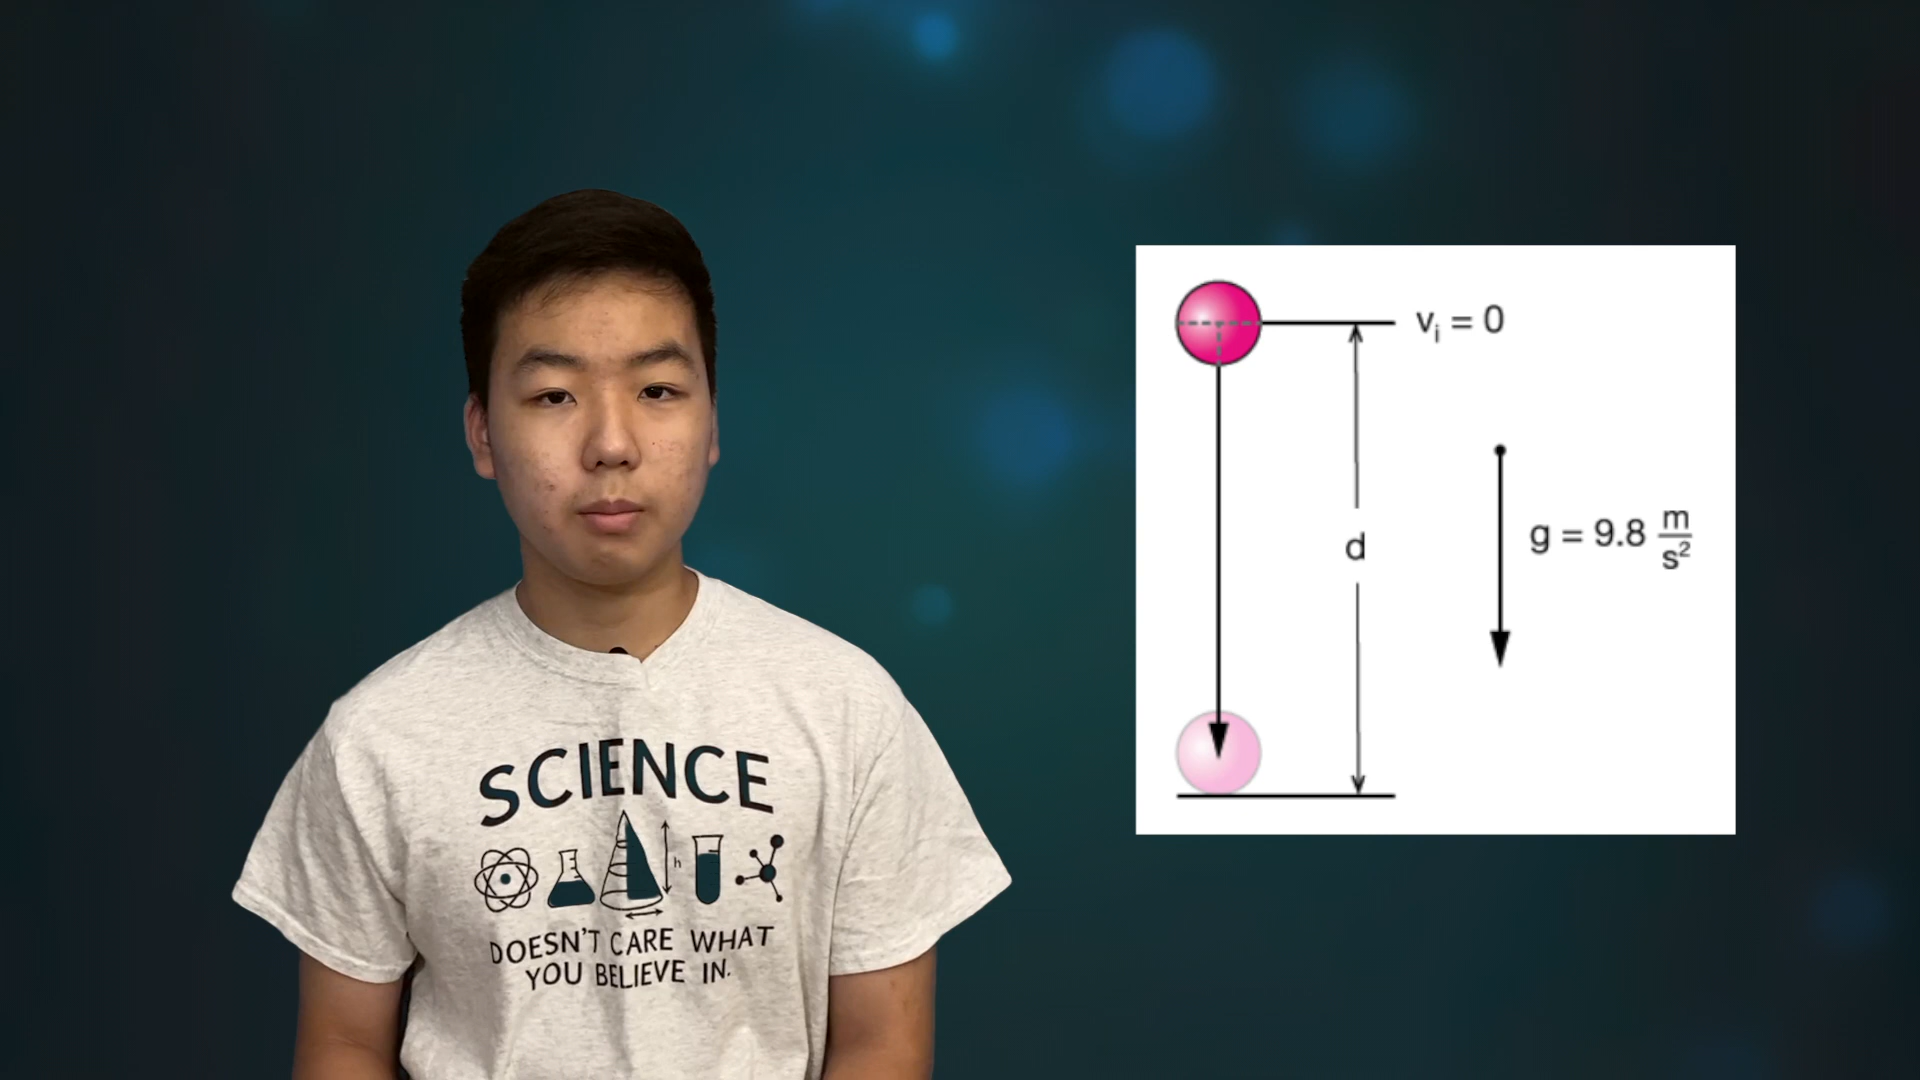 SCIENCE
h
DOESN'T CARE WHAT
YOU BELIEVE IN.
vᵢ = 0
d
g = 9.8 m/s²